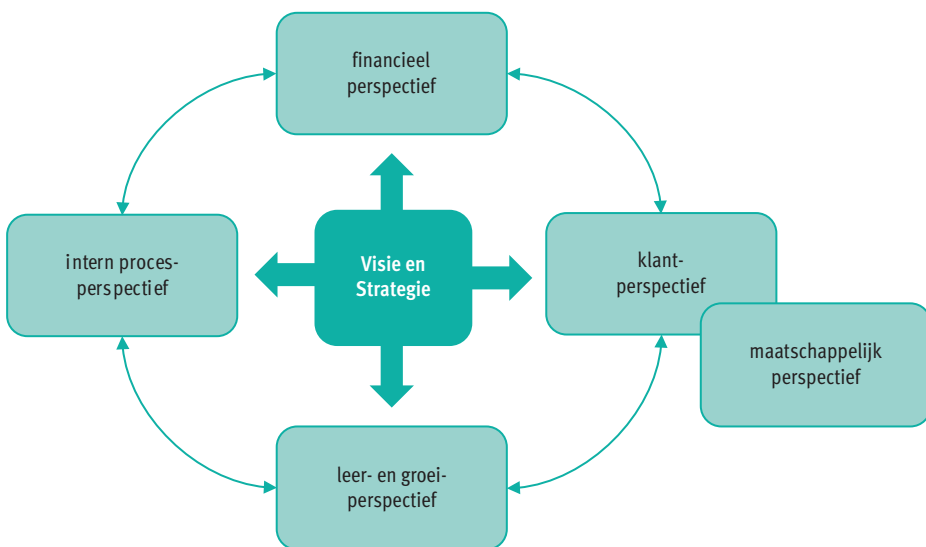 financieel
perspectief
intern proces-
perspectief
Visie en
Strategie
klant-
perspectief
maatschappelijk
perspectief
leer- en groei-
perspectief